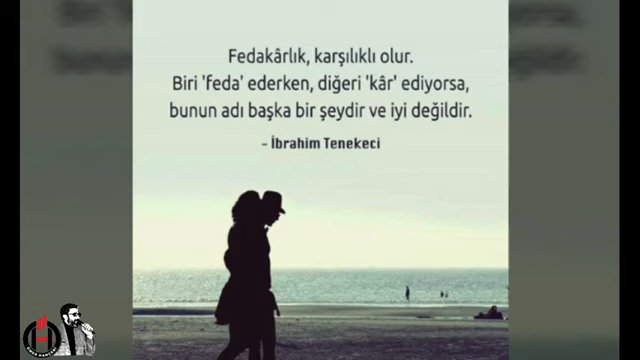 Fedakârlık, karşılıklı olur.
Biri 'feda' ederken, diğeri 'kâr' ediyorsa,
bunun adı başka bir şeydir ve iyi değildir.
- İbrahim Tenekeci